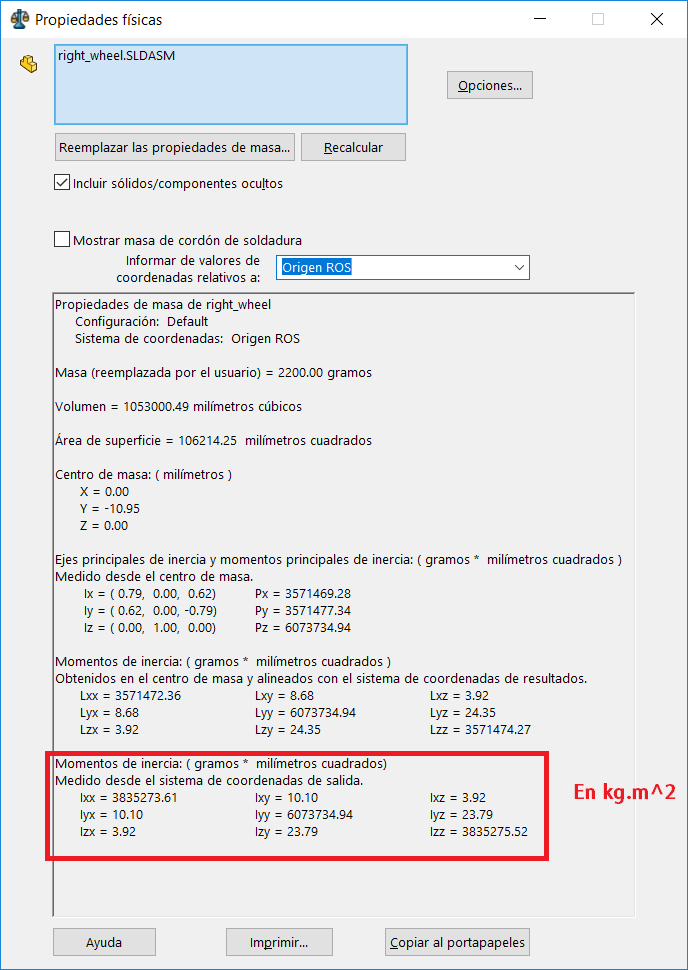 Propiedades físicas
right_wheel.SLDASM
Opciones...
Reemplazar las propiedades de masa...
Recalcular
Incluir sólidos/componentes ocultos
Mostrar masa de cordón de soldadura
Informar de valores de
coordenadas relativos a:
Origen ROS
Propiedades de masa de right_wheel
Configuración: Default
Sistema de coordenadas: Origen ROS
Masa (reemplazada por el usuario) = 2200.00 gramos
Volumen = 1053000.49 milímetros cúbicos
Área de superficie = 106214.25 milímetros cuadrados
Centro de masa: ( milímetros )
X = 0.00
Y = -10.95
Z = 0.00
Ejes principales de inercia y momentos principales de inercia: ( gramos * milímetros cuadrados )
Medido desde el centro de masa.
Ix = ( 0.79, 0.00, 0.62) Px = 3571469.28
Iy = ( 0.62, 0.00, -0.79) Py = 3571477.34
Iz = ( 0.00, 1.00, 0.00) Pz = 6073734.94
Momentos de inercia: ( gramos * milímetros cuadrados )
Obtenidos en el centro de masa y alineados con el sistema de coordenadas de resultados.
Lxx = 3571472.36 Lxy = 8.68 Lxz = 3.92
Lyx = 8.68 Lyy = 6073734.94 Lyz = 24.35
Lzx = 3.92 Lzy = 24.35 Lzz = 3571474.27
Momentos de inercia: ( gramos * milímetros cuadrados)
Medido desde el sistema de coordenadas de salida.
Ixx = 3835273.61 Ixy = 10.10 Ixz = 3.92
Iyx = 10.10 Iyy = 6073734.94 Iyz = 23.79
Izx = 3.92 Izy = 23.79 Izz = 3835275.52
En kg.m^2
Ayuda
Imprimir...
Copiar al portapapeles